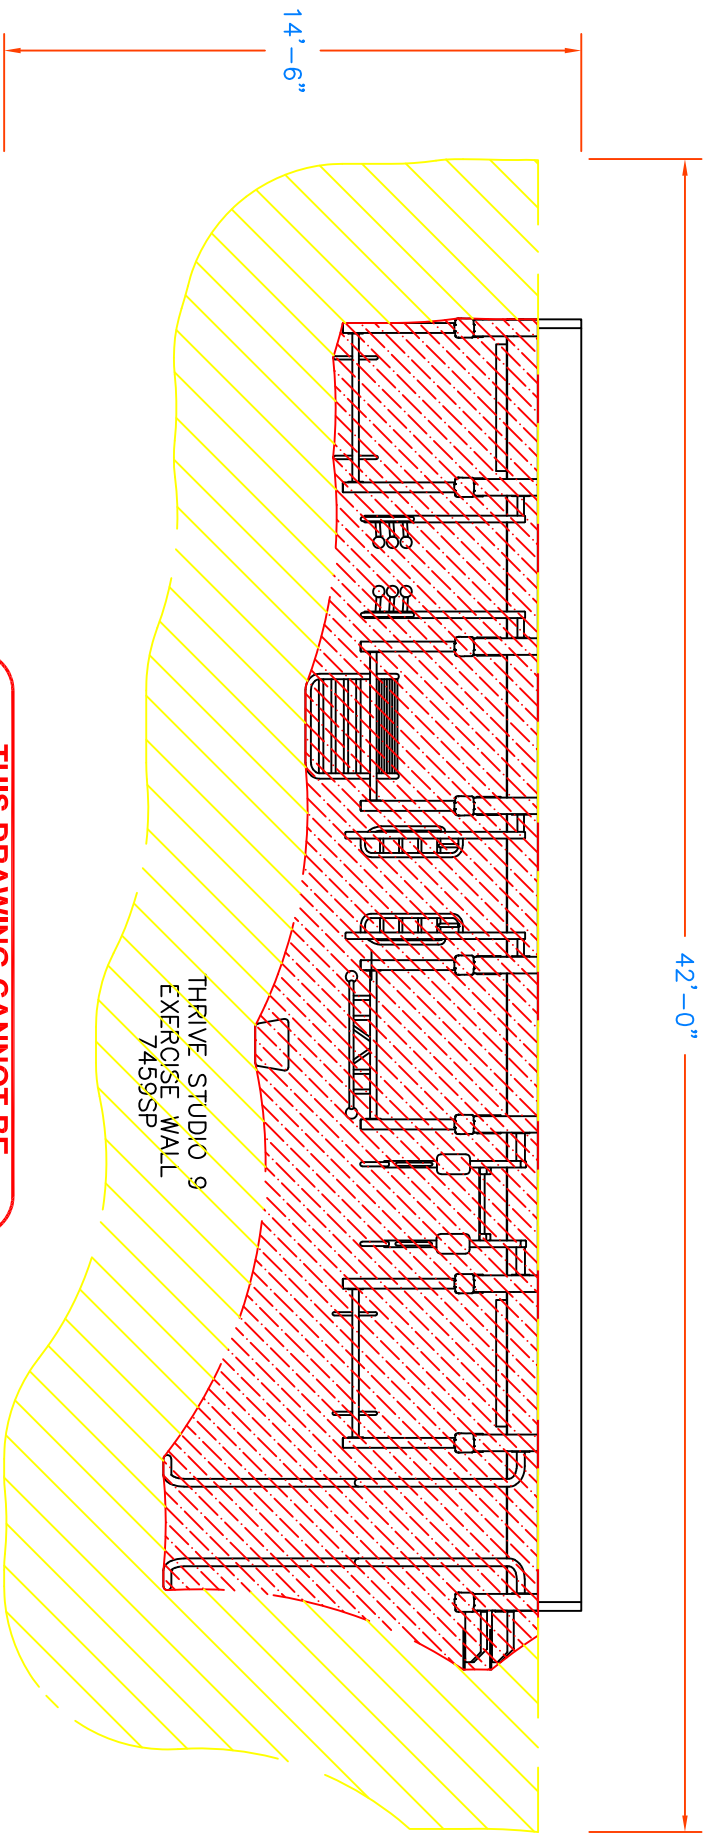 14'-6"
42'-0"
THRIVE STUDIO 9
EXERCISE WALL
7459SP
THIS DRAWING CANNOT BE